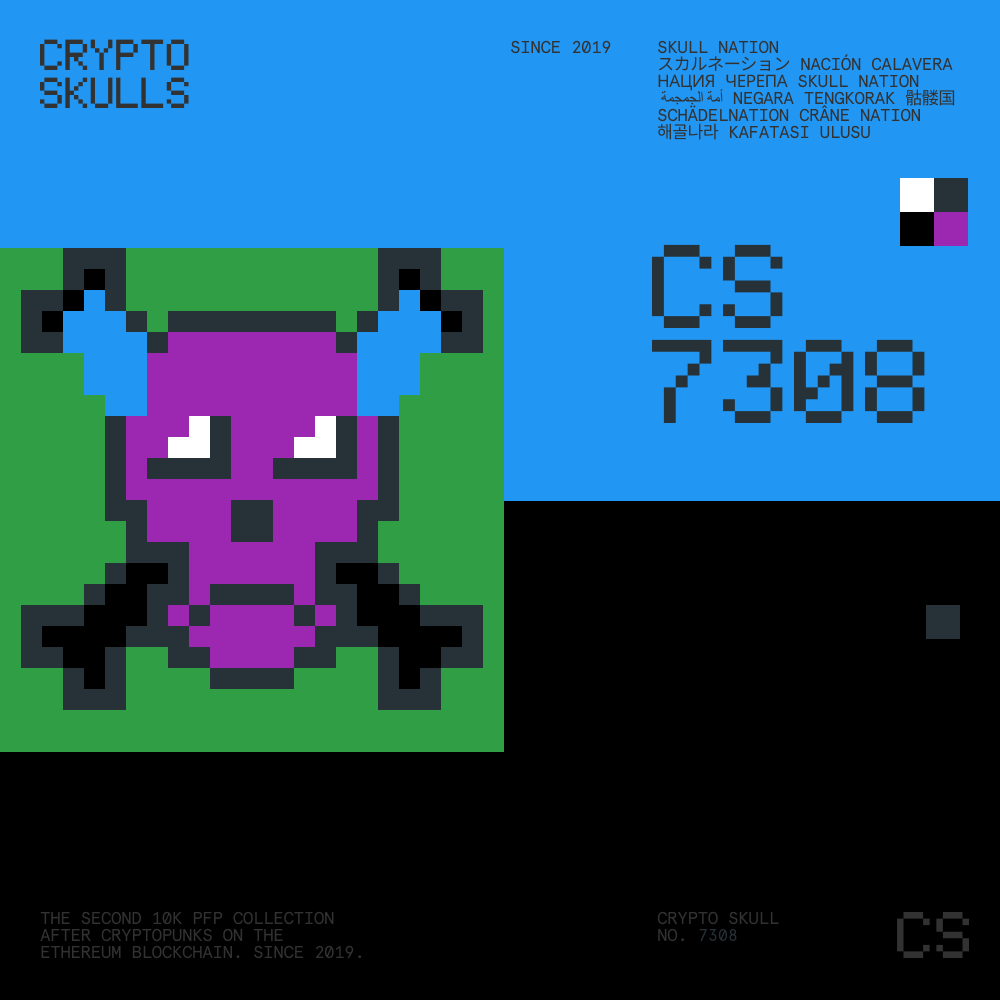 CRYPTO
SKULLS
SINCE 2019
SKULL NATION
スカルネーション NACIÓN CALAVERA
НАЦИЯ ЧЕРЕПА SKULL NATION
أمة الجمجمة NEGARA TENGKORAK 骷髅国
SCHÄDELNATION CRÂNE NATION
해골나라 KAFATASI ULUSU
CS
7308
THE SECOND 10K PFP COLLECTION
AFTER CRYPTOPUNKS ON THE
ETHEREUM BLOCKCHAIN. SINCE 2019.
CRYPTO SKULL
NO. 7308
CS